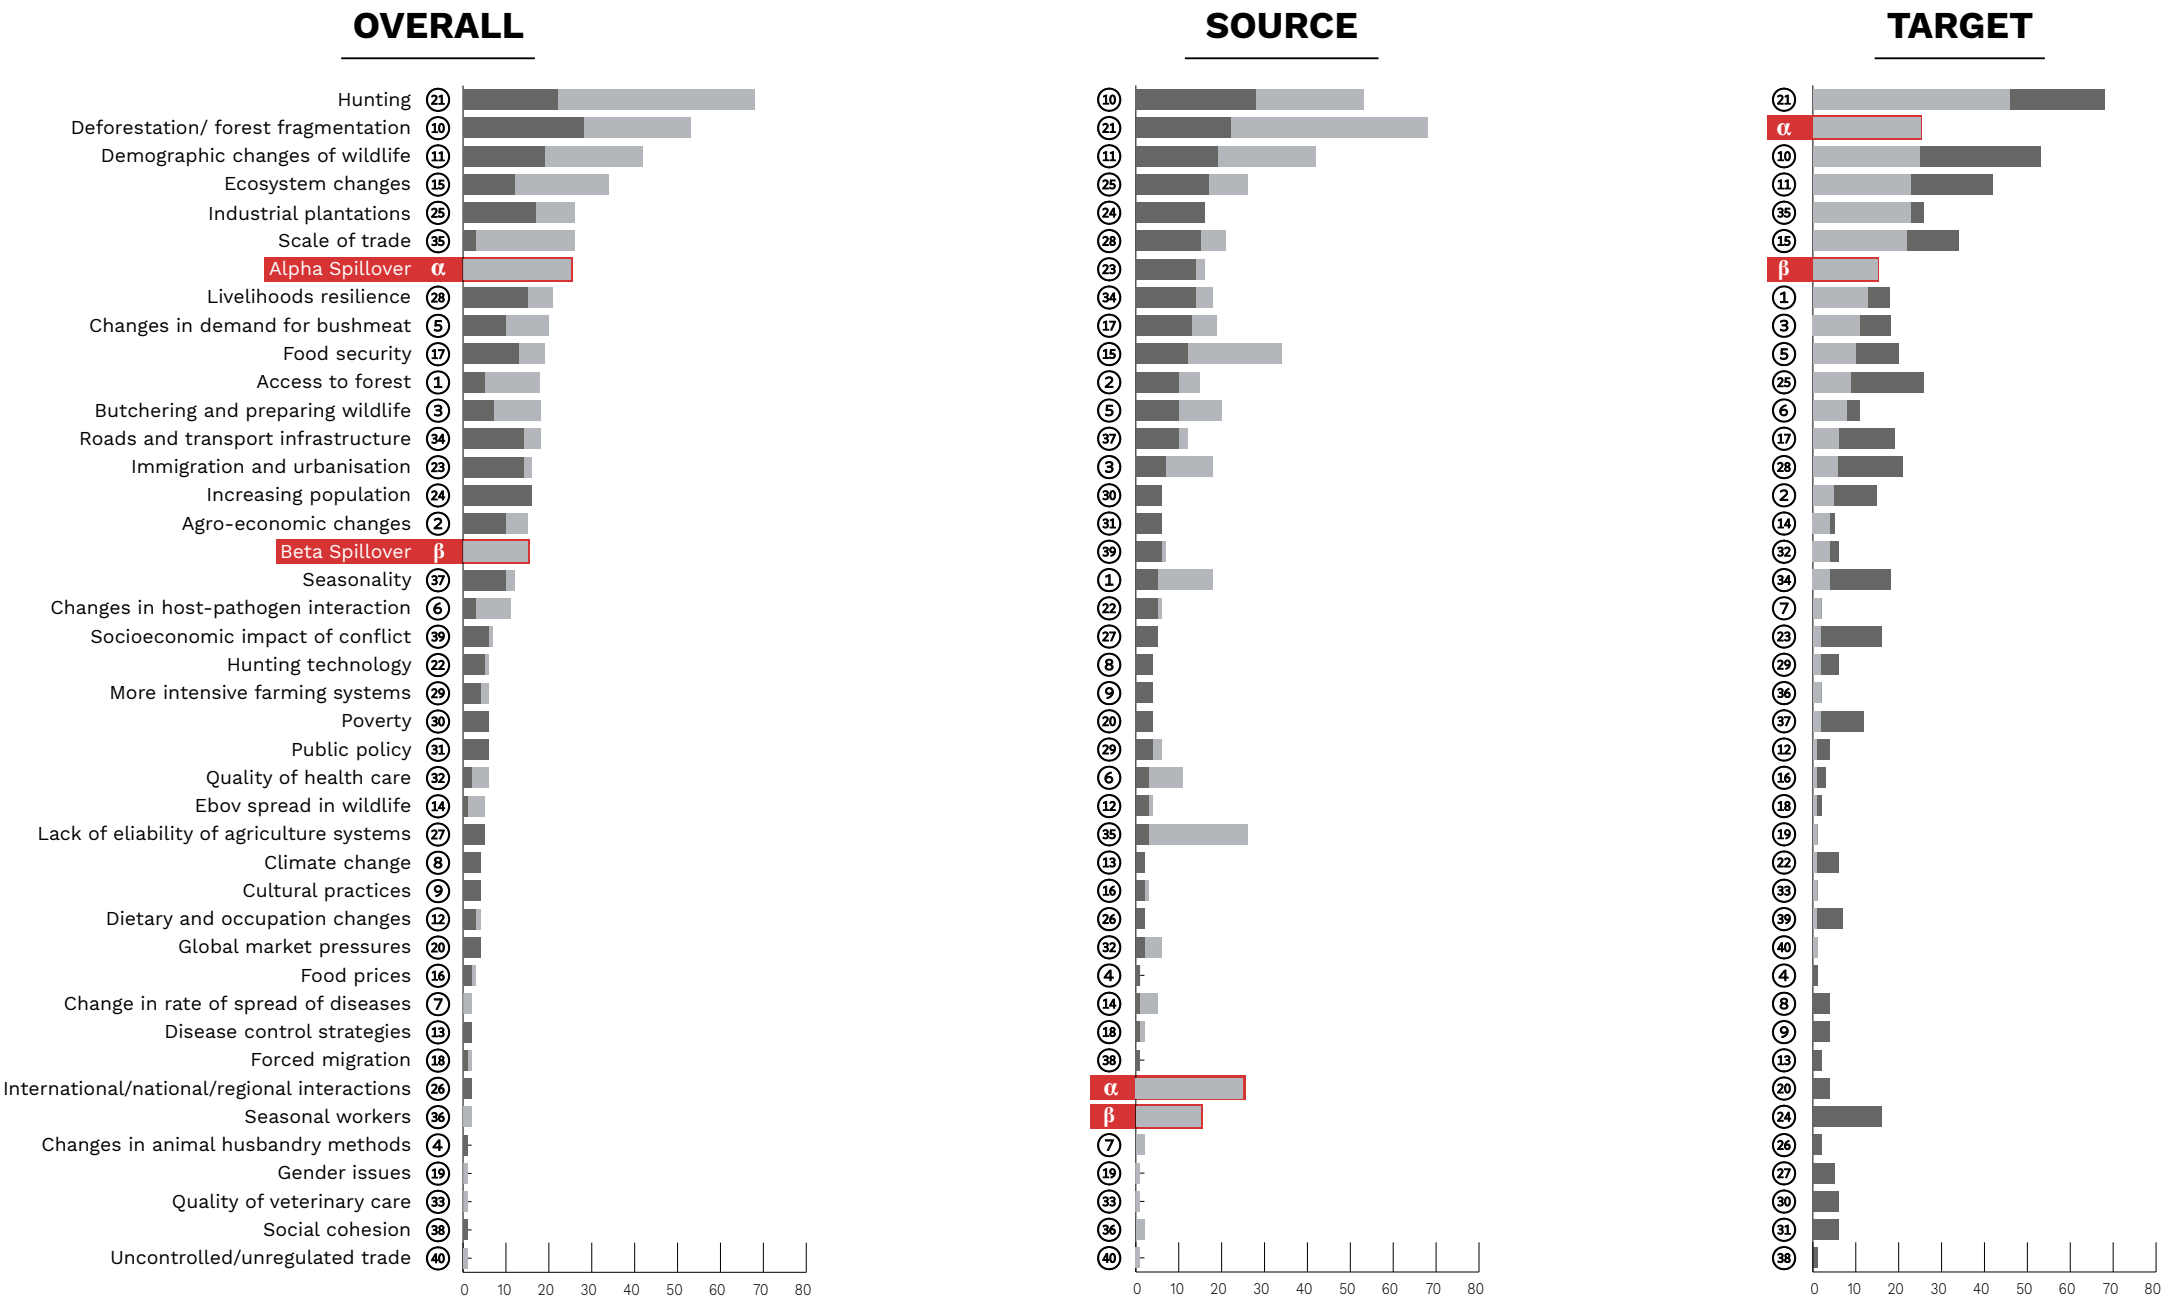 OVERALL
SOURCE
TARGET
Hunting 21 10 21
Deforestation/ forest fragmentation 10 21 α
Demographic changes of wildlife 11 11 10
Ecosystem changes 15 25 11
Industrial plantations 25 24 35
Scale of trade 35 28 15
Alpha Spillover α 23 β
Livelihoods resilience 28 34 1
Changes in demand for bushmeat 5 17 3
Food security 17 15 5
Access to forest 1 2 25
Butchering and preparing wildlife 3 5 6
Roads and transport infrastructure 34 37 17
Immigration and urbanisation 23 3 28
Increasing population 24 30 2
Agro-economic changes 2 31 14
Beta Spillover β 39 32
Seasonality 37 1 34
Changes in host-pathogen interaction 6 22 7
Socioeconomic impact of conflict 39 27 23
Hunting technology 22 8 29
More intensive farming systems 29 9 36
Poverty 30 20 37
Public policy 31 29 12
Quality of health care 32 6 16
Ebov spread in wildlife 14 12 18
Lack of eliability of agriculture systems 27 35 19
Climate change 8 13 22
Cultural practices 9 16 33
Dietary and occupation changes 12 26 39
Global market pressures 20 32 40
Food prices 16 4 4
Change in rate of spread of diseases 7 14 8
Disease control strategies 13 18 9
Forced migration 18 38 13
International/national/regional interactions 26 α 20
Seasonal workers 36 β 24
Changes in animal husbandry methods 4 7 26
Gender issues 19 19 27
Quality of veterinary care 33 33 30
Social cohesion 38 36 31
Uncontrolled/unregulated trade 40 40 38
0 10 20 30 40 50 60 70 80
0 10 20 30 40 50 60 70 80
0 10 20 30 40 50 60 70 80